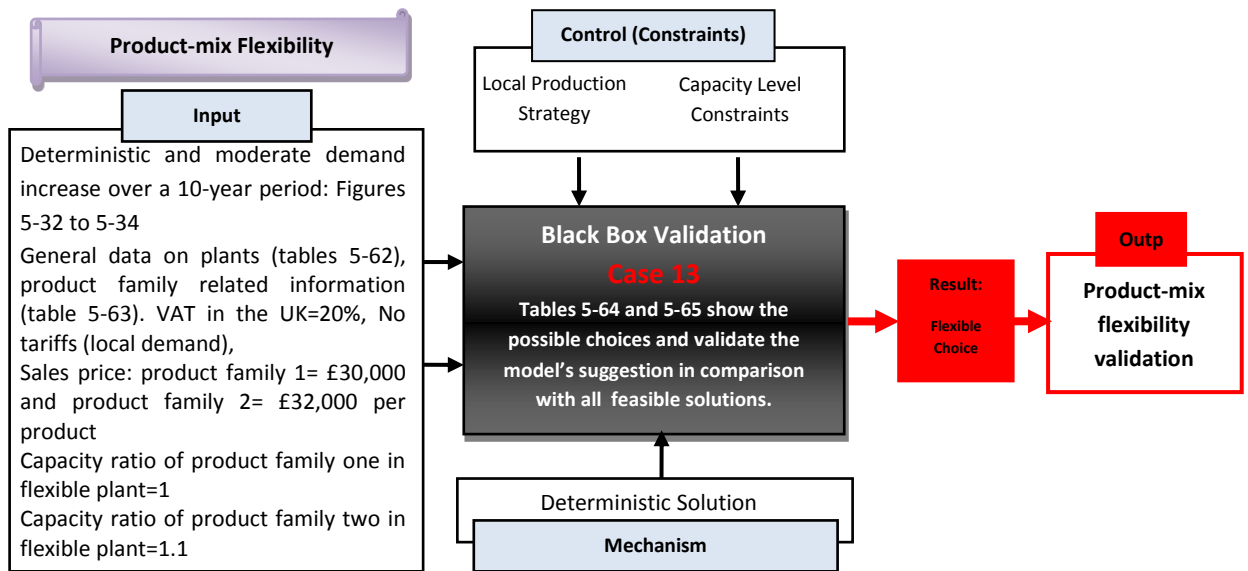 Product-mix Flexibility
Input
Deterministic and moderate demand
increase over a 10-year period: Figures
5-32 to 5-34
General data on plants (tables 5-62),
product family related information
(table 5-63). VAT in the UK=20%, No
tariffs (local demand),
Sales price: product family 1= £30,000
and product family 2= £32,000 per
product
Capacity ratio of product family one in
flexible plant=1
Capacity ratio of product family two in
flexible plant=1.1
Control (Constraints)
Local Production
Strategy
Capacity Level
Constraints
Black Box Validation
Case 13
Tables 5-64 and 5-65 show the
possible choices and validate the
model's suggestion in comparison
with all feasible solutions.
Deterministic Solution
Mechanism
Result:
Flexible
Choice
Outp
Product-mix
flexibility
validation